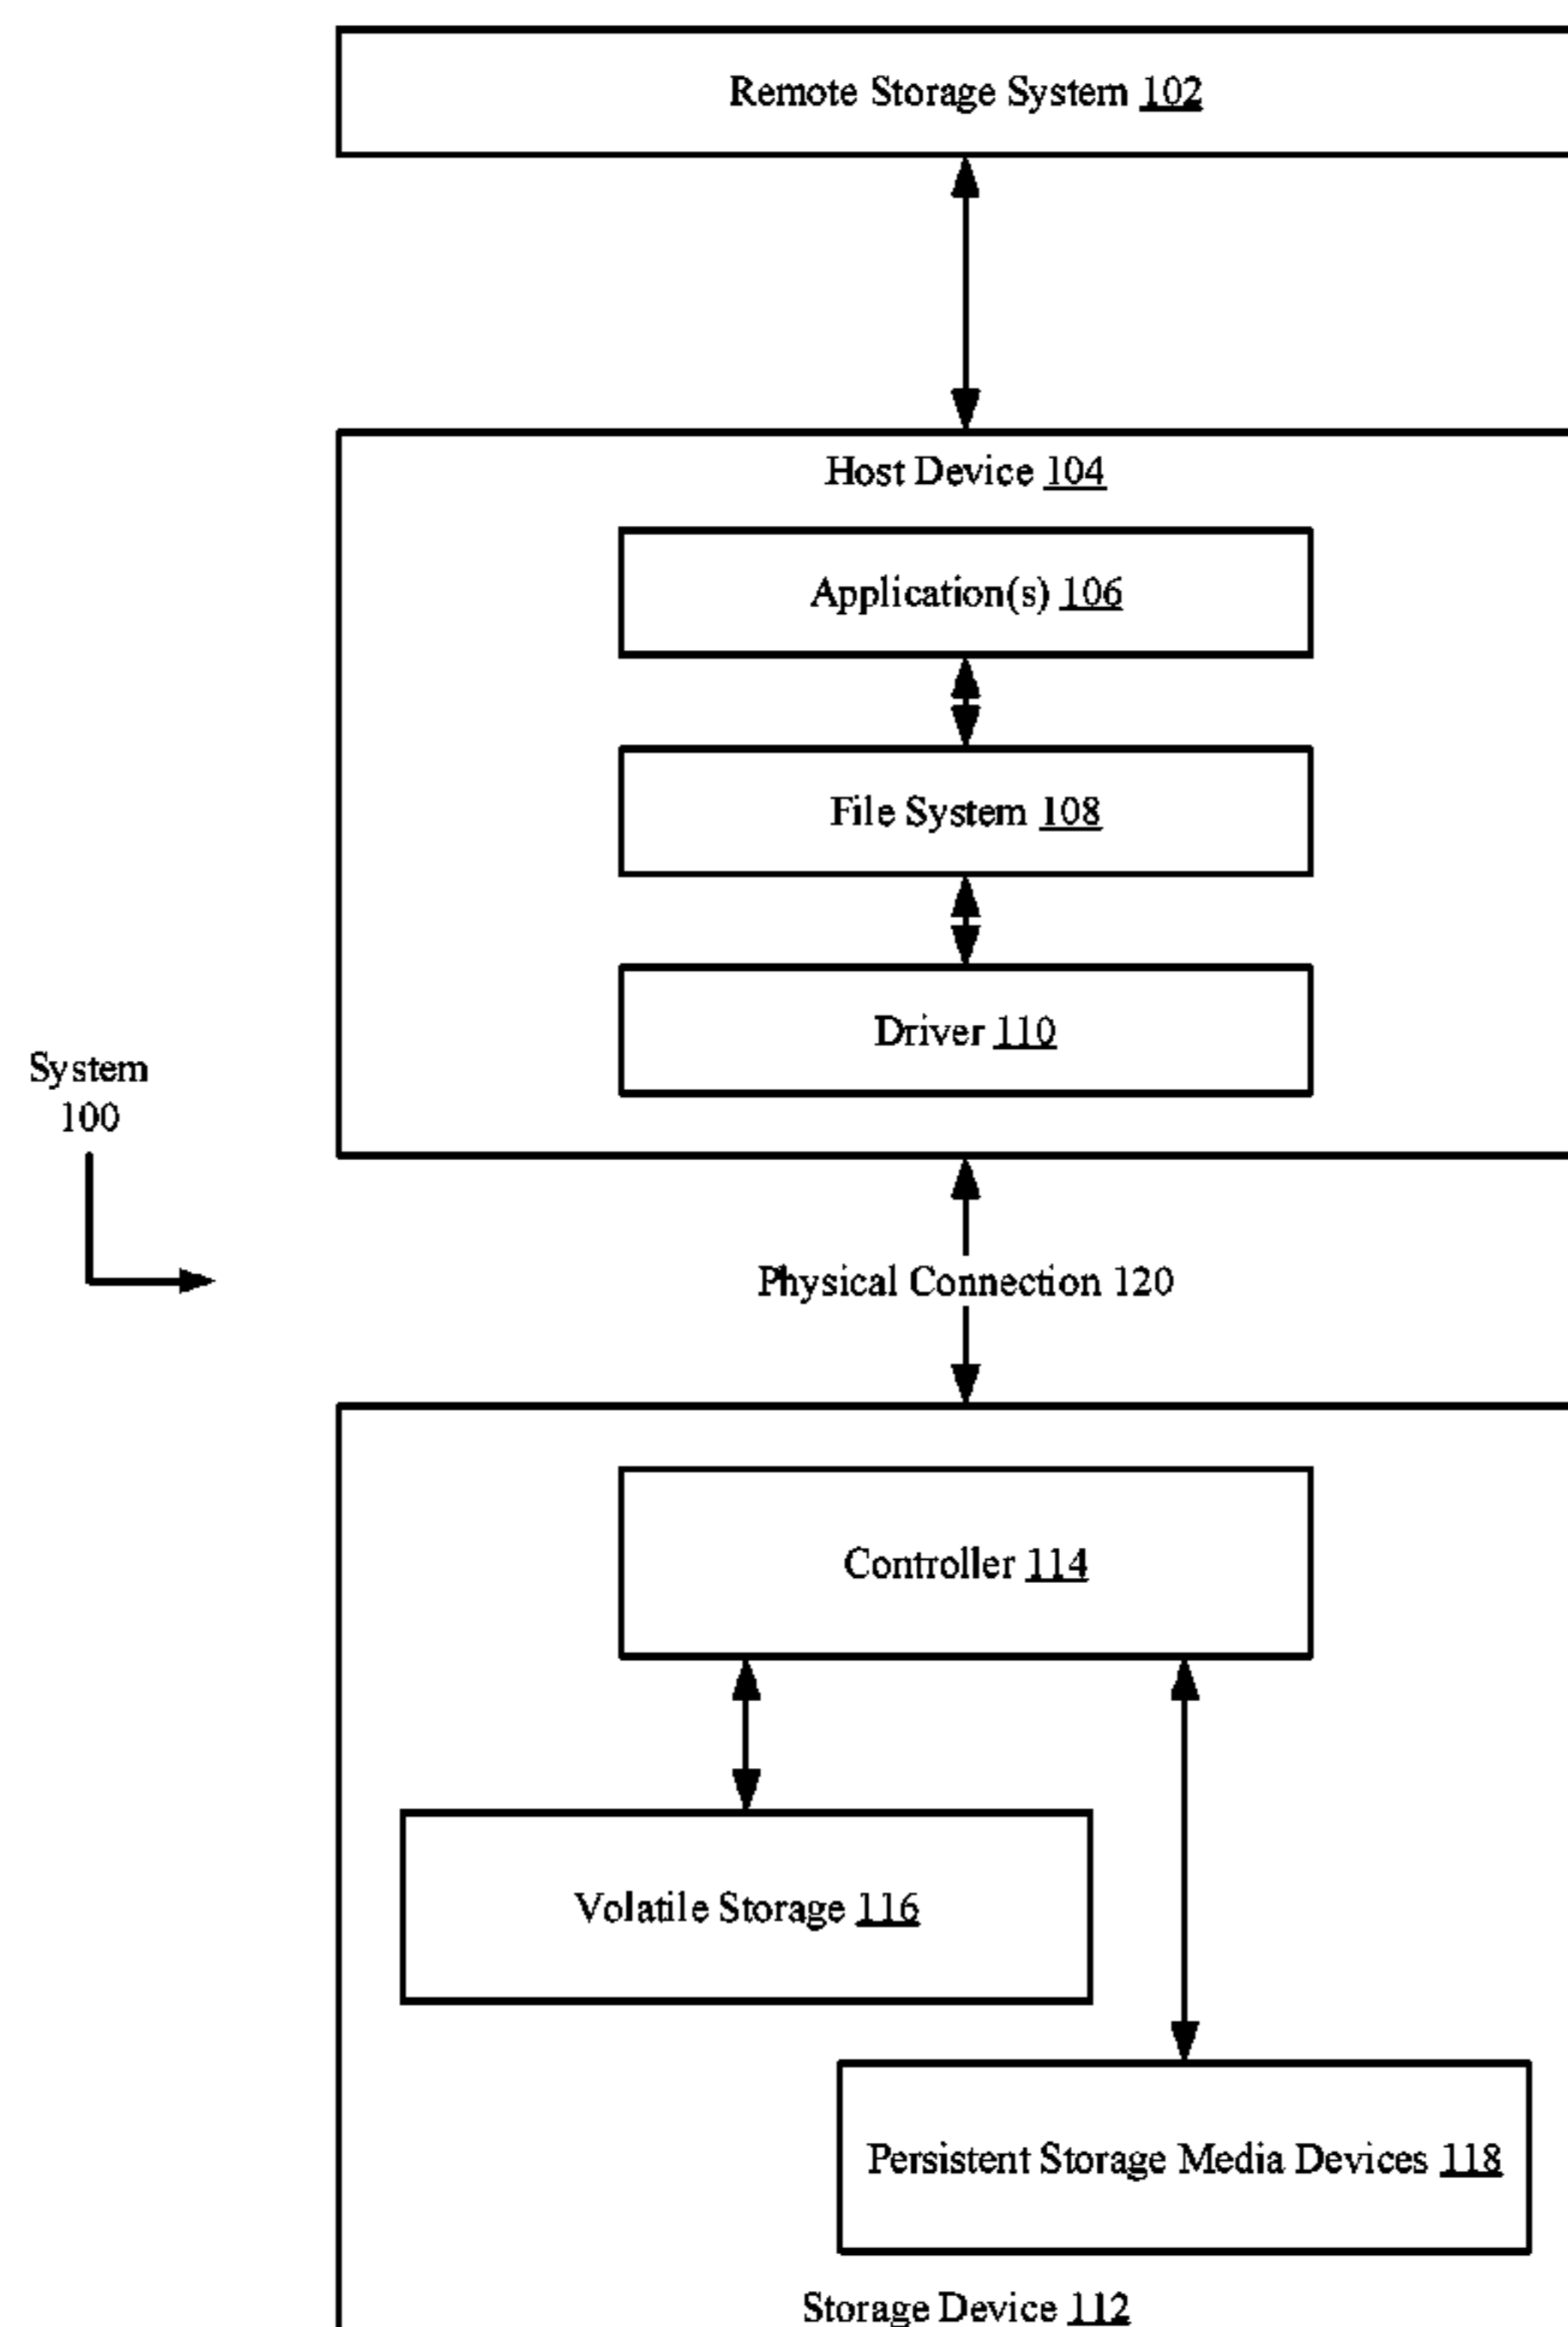 Remote Storage System 102
Host Device 104
Application(s) 106
File System 108
Driver 110
System
100
Physical Connection 120
Controller 114
Volatile Storage 116
Persistent Storage Media Devices 118
Storage Device 112